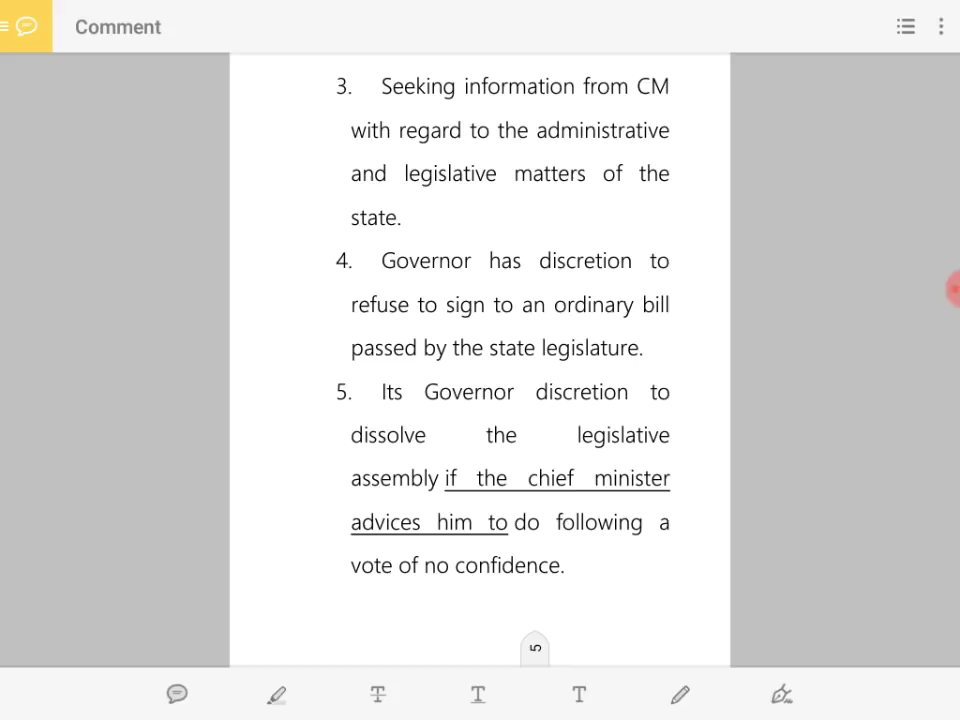 Comment
3. Seeking information from CM
with regard to the administrative
and legislative matters of the
state.
4. Governor has discretion to
refuse to sign to an ordinary bill
passed by the state legislature.
5. Its Governor discretion to
dissolve the legislative
assembly if the chief minister
advices him to do following a
vote of no confidence.
5
T T T